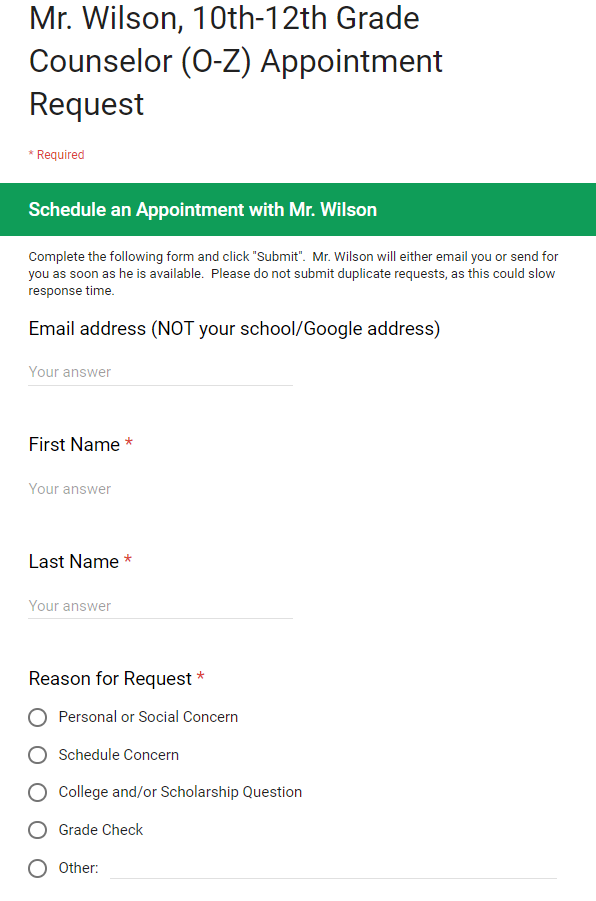 Mr. Wilson, 10th-12th Grade
Counselor (O-Z) Appointment
Request
* Required
Schedule an Appointment with Mr. Wilson
Complete the following form and click "Submit".  Mr. Wilson will either email you or send for
you as soon as he is available.  Please do not submit duplicate requests, as this could slow
response time.
Email address (NOT your school/Google address)
Your answer
First Name *
Your answer
Last Name *
Your answer
Reason for Request *
Personal or Social Concern
Schedule Concern
College and/or Scholarship Question
Grade Check
Other: